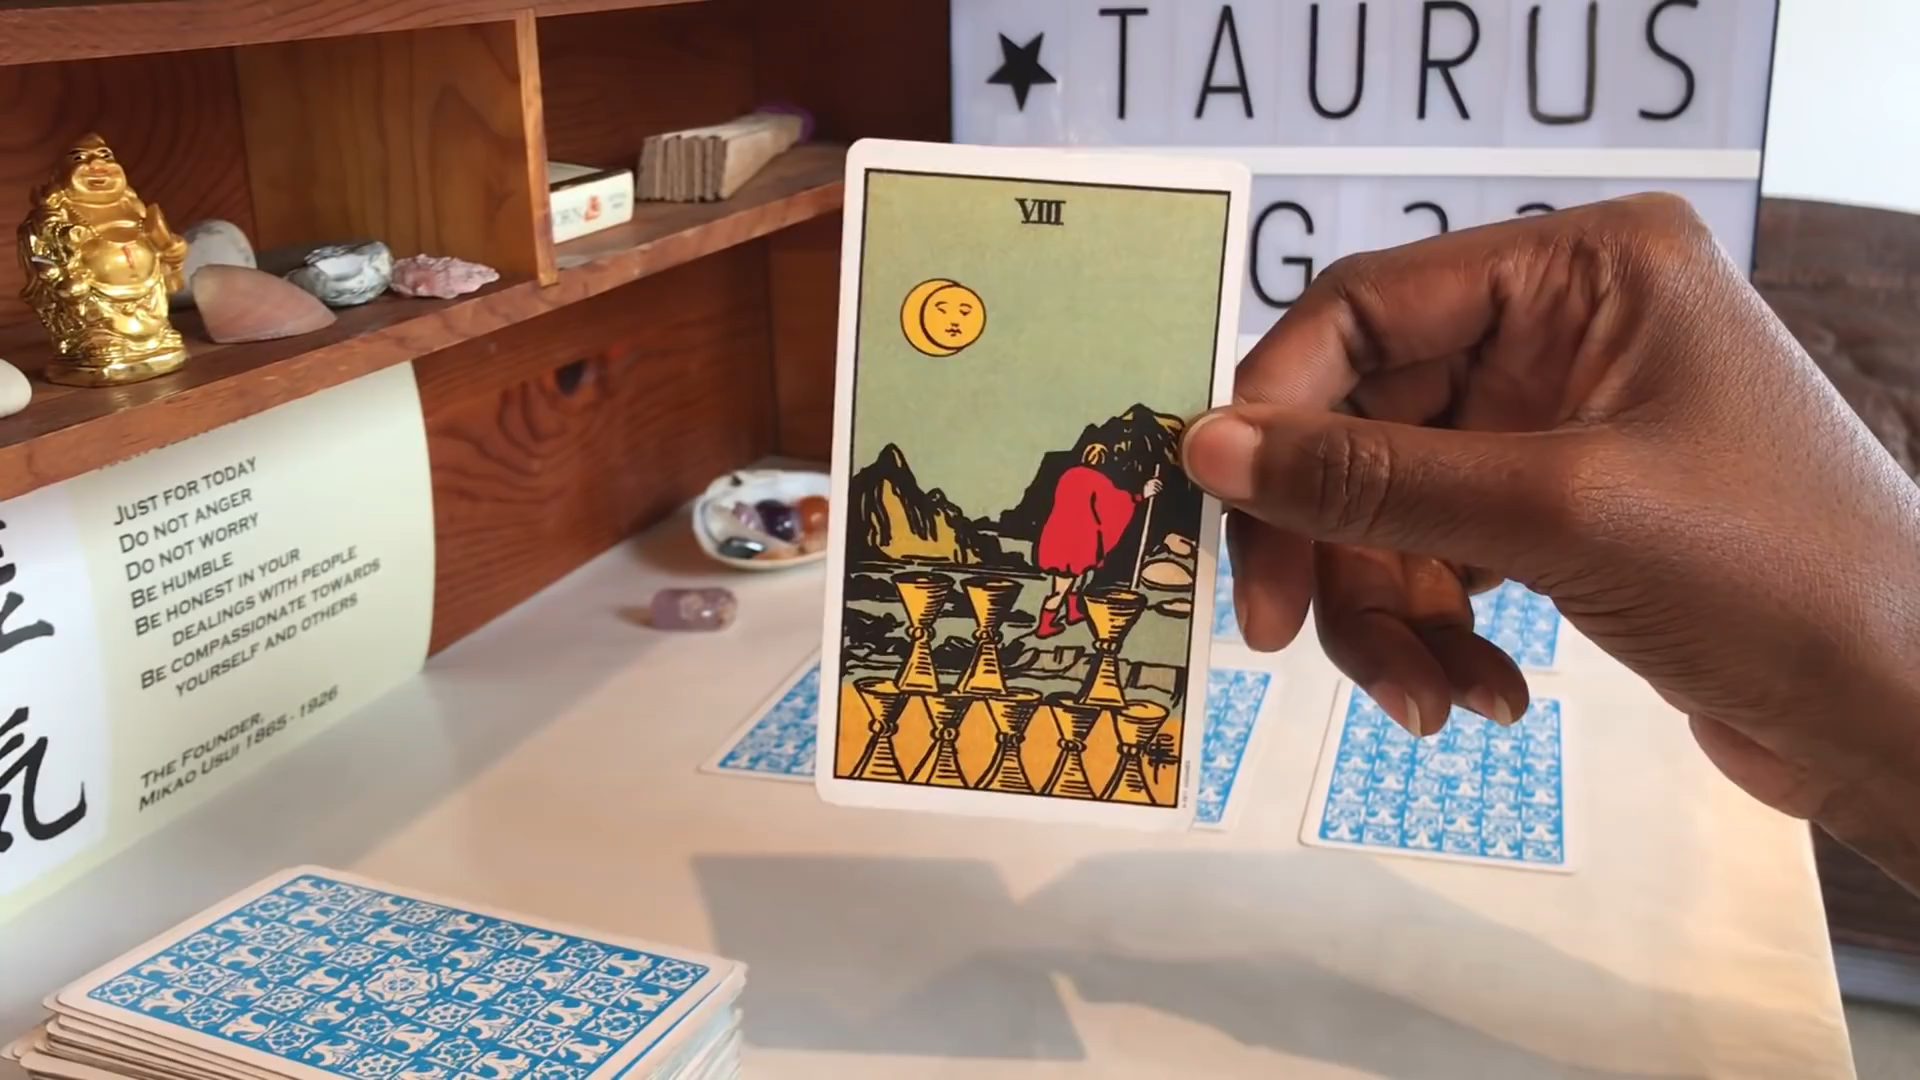 TAURUS
VIII
JUST FOR TODAY
DO NOT ANGER
DO NOT WORRY
BE HUMBLE
BE HONEST IN YOUR
DEALINGS WITH PEOPLE
BE COMPASSIONATE TOWARDS
YOURSELF AND OTHERS
THE FOUNDER,
MIKAO USUI 1865 - 1926
気